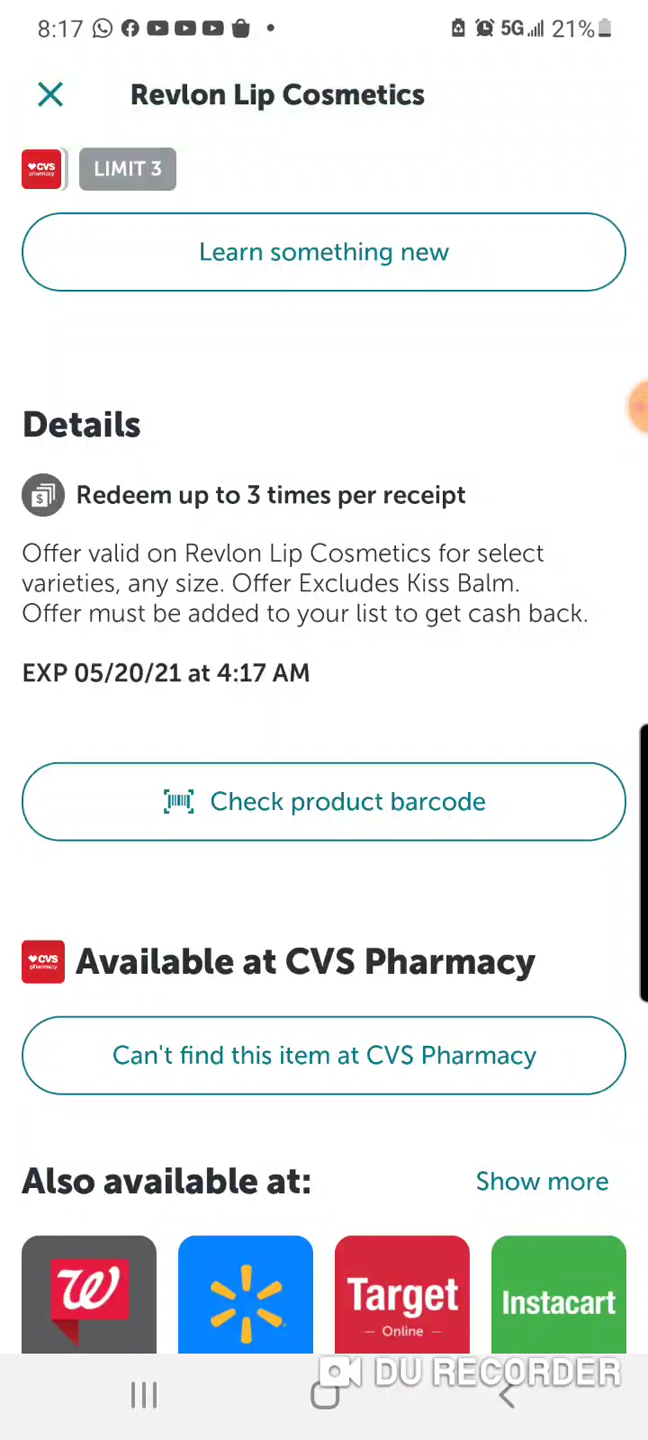 8:17
5G 21%
Revlon Lip Cosmetics
CVS pharmacy LIMIT 3
Learn something new
Details
$ Redeem up to 3 times per receipt
Offer valid on Revlon Lip Cosmetics for select
varieties, any size. Offer Excludes Kiss Balm.
Offer must be added to your list to get cash back.
EXP 05/20/21 at 4:17 AM
Check product barcode
CVS pharmacy Available at CVS Pharmacy
Can't find this item at CVS Pharmacy
Also available at: Show more
W
Target
Online
Instacart
DU RECORDER